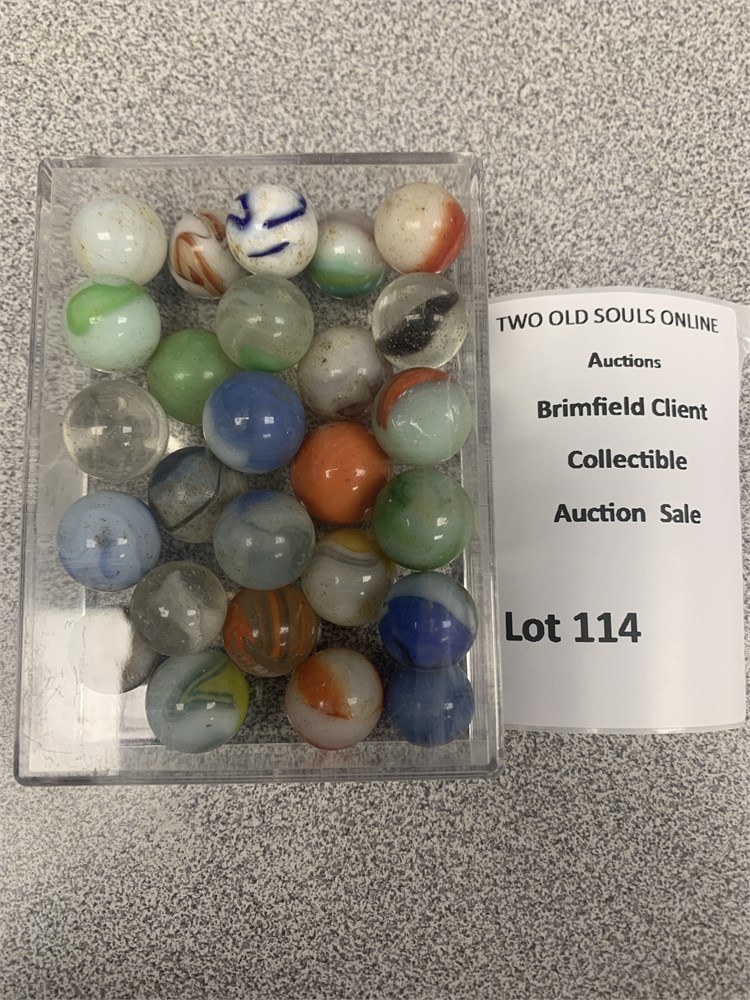 TWO OLD SOULS ONLINE
Auctions
Brimfield Client
Collectible
Auction Sale
Lot 114